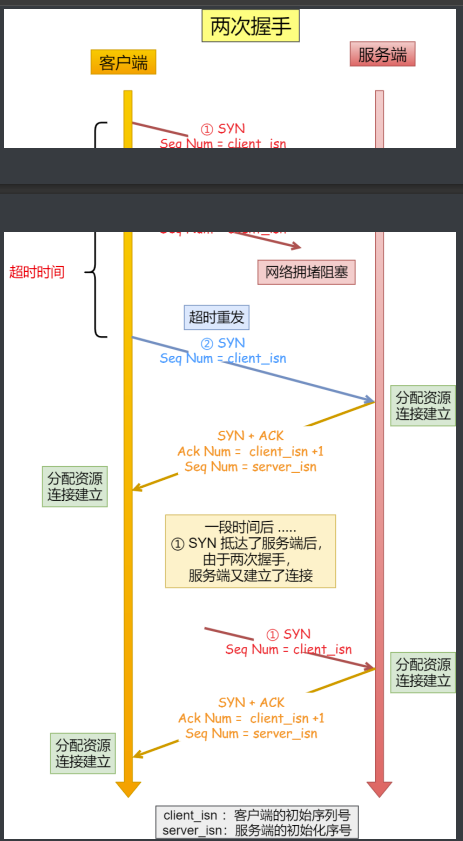 两次握手
客户端
服务端
① SYN
Seq Num = client_isn
Seq Num = client_isn
超时时间
网络拥堵阻塞
超时重发
② SYN
Seq Num = client_isn
分配资源
连接建立
SYN + ACK
Ack Num = client_isn +1
Seq Num = server_isn
分配资源
连接建立
一段时间后 .....
① SYN 抵达了服务端后，
由于两次握手，
服务端又建立了连接
① SYN
Seq Num = client_isn
分配资源
连接建立
SYN + ACK
Ack Num = client_isn +1
Seq Num = server_isn
分配资源
连接建立
client_isn ：客户端的初始序列号
server_isn：服务端的初始化序号